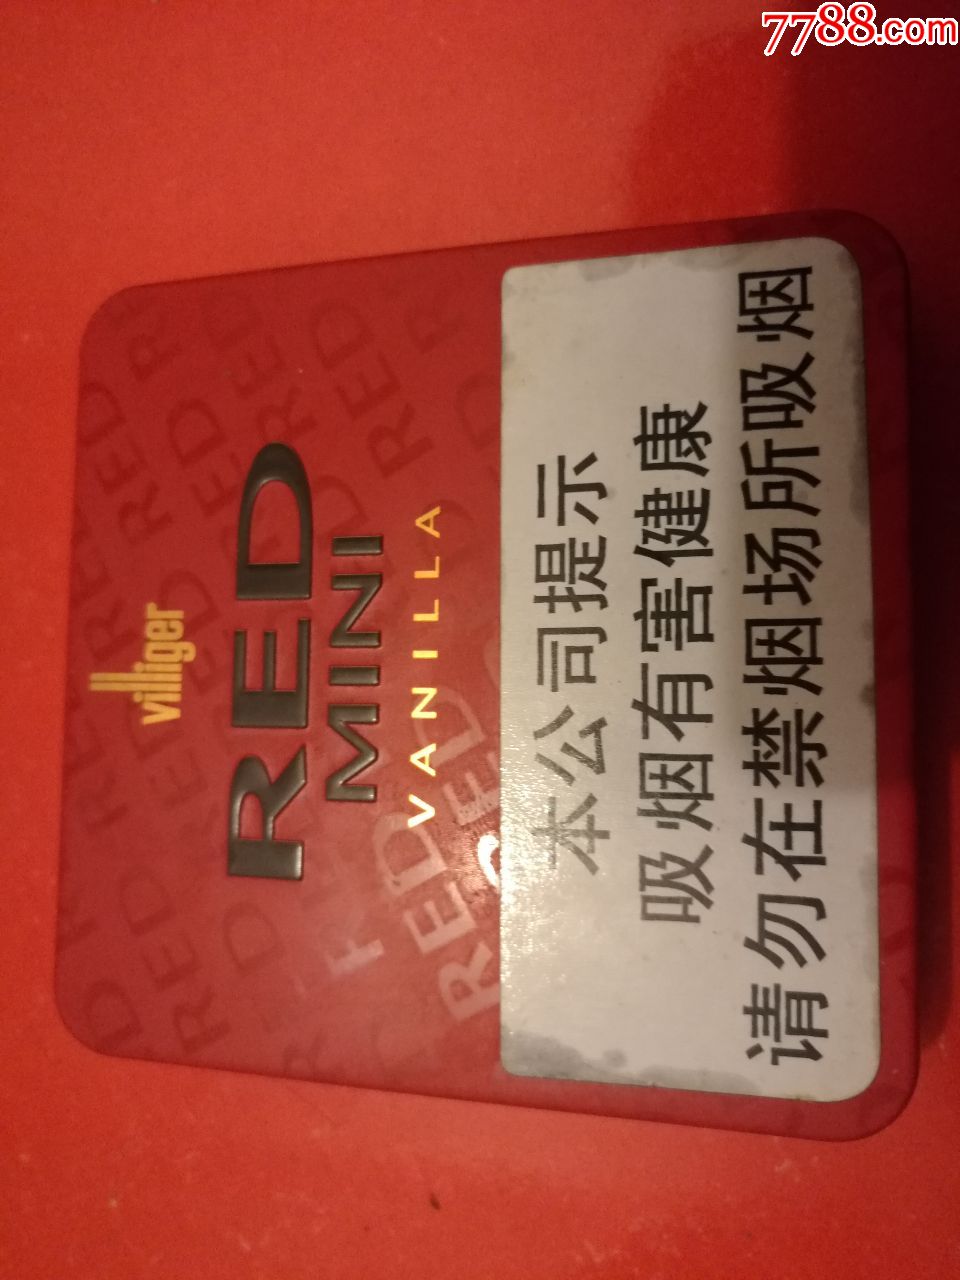 7788.com
villiger
RED
MINI
VANILLA
本公司提示
吸烟有害健康
请勿在禁烟场所吸烟